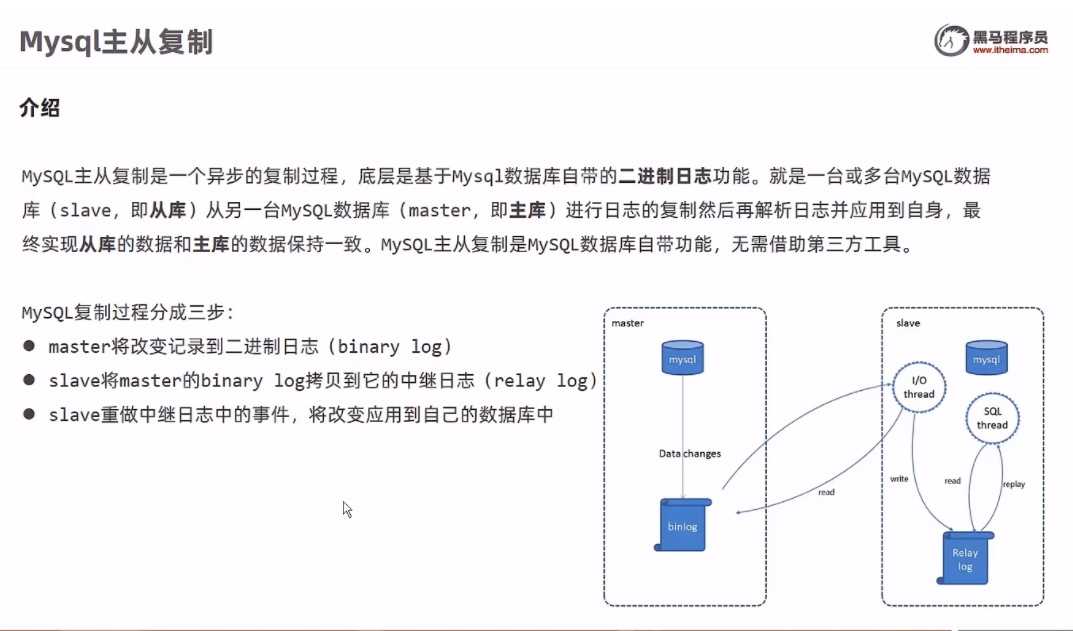 Mysql主从复制
黑马程序员
www.itheima.com
介绍
MySQL主从复制是一个异步的复制过程，底层是基于Mysql数据库自带的二进制日志功能。就是一台或多台MySQL数据
库（slave，即从库）从另一台MySQL数据库（master，即主库）进行日志的复制然后再解析日志并应用到自身，最
终实现从库的数据和主库的数据保持一致。MySQL主从复制是MySQL数据库自带功能，无需借助第三方工具。
MySQL复制过程分成三步：
● master将改变记录到二进制日志（binary log）
● slave将master的binary log拷贝到它的中继日志（relay log）
● slave重做中继日志中的事件，将改变应用到自己的数据库中
master
mysql
Data changes
binlog
read
slave
mysql
I/O
thread
SQL
thread
write
read
replay
Relay
log